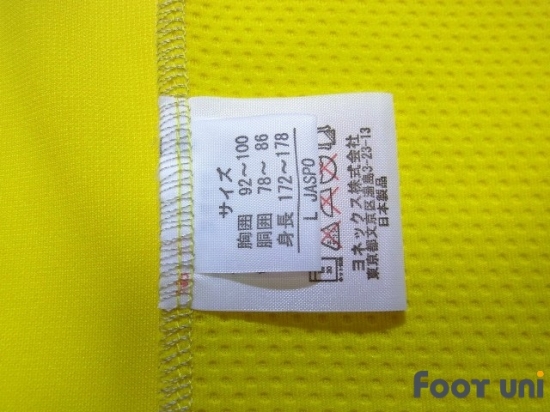 サイズ
胸囲 92～100
胴囲 78～ 86
身長 172～178
L JASPO
ヨネックス株式会社
東京都文京区湯島3-23-13
日本製品
FOOT UNI